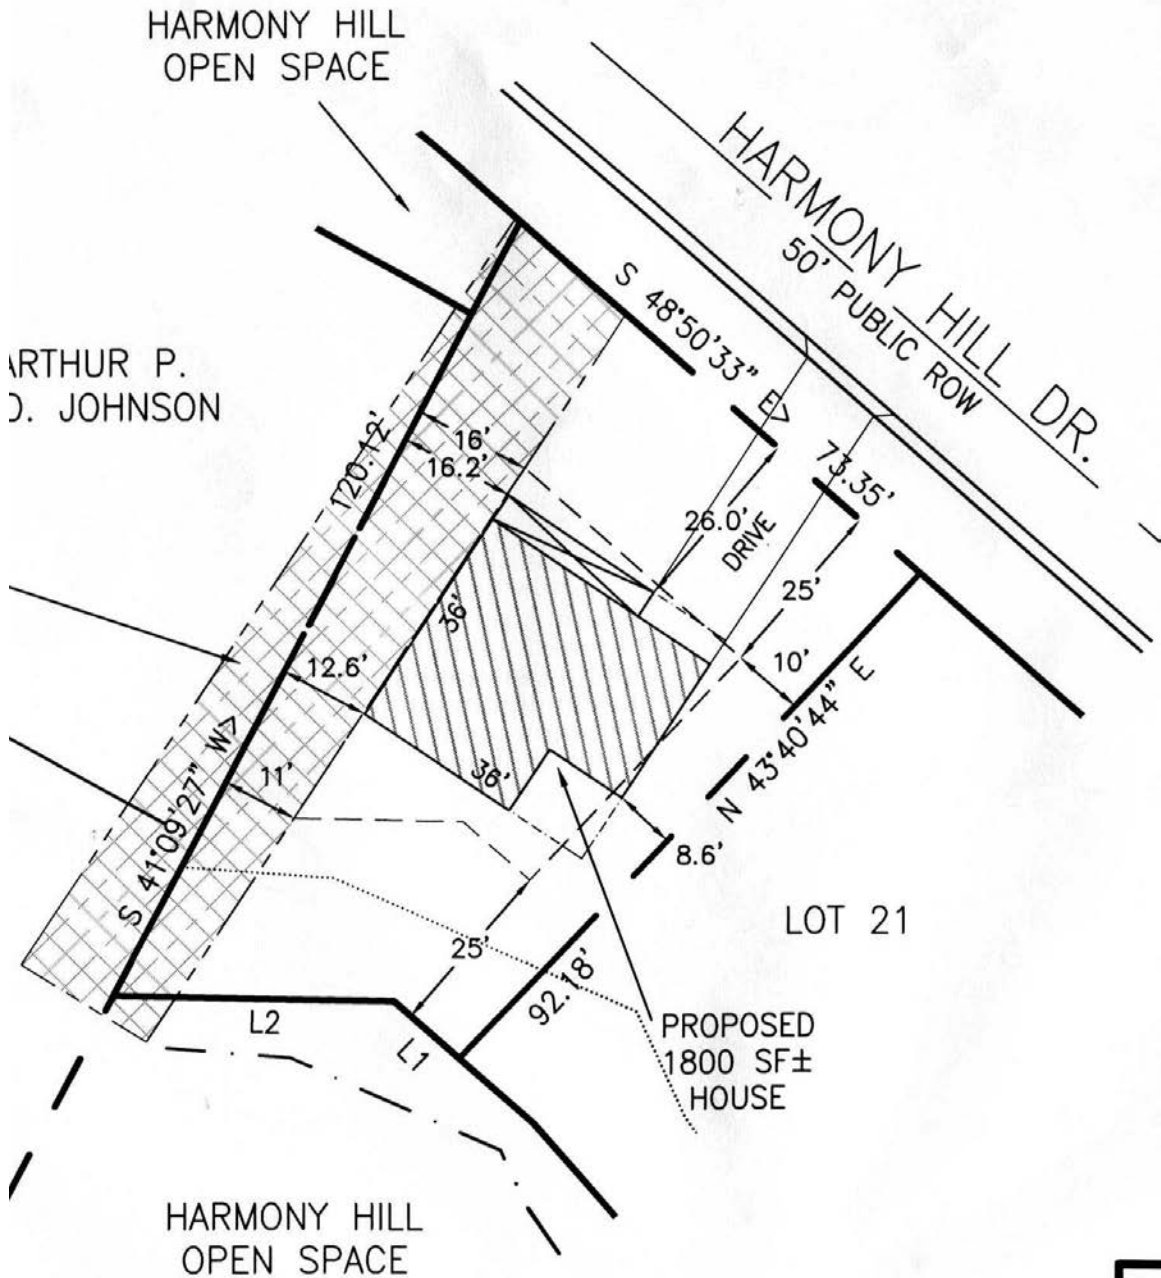 HARMONY HILL
OPEN SPACE
HARMONY HILL DR.
50' PUBLIC ROW
S 48°50'33" E>
73.35'
ARTHUR P.
D. JOHNSON
120.12'
16'
16.2'
26.0'
DRIVE
25'
10'
36'
12.6'
N 43°40'44" E
36'
11'
S 41°09'27" W>
8.6'
LOT 21
25'
92.18'
L2
L1
PROPOSED
1800 SF±
HOUSE
HARMONY HILL
OPEN SPACE